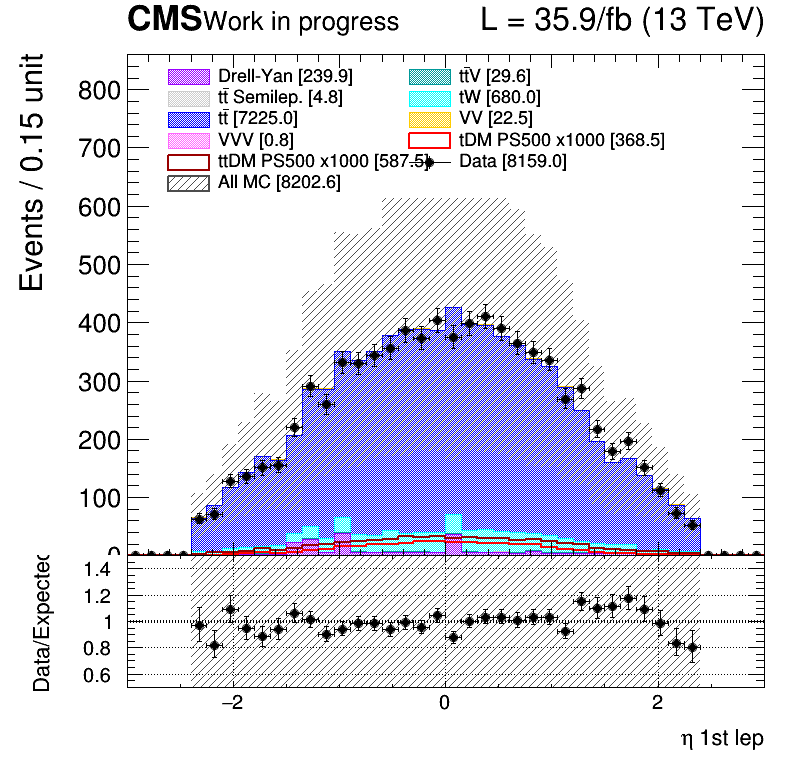 CMS Work in progress L = 35.9/fb (13 TeV)
Events / 0.15 unit
800
700
600
500
400
300
200
100
0
Drell-Yan [239.9] tt̄V [29.6]
tt̄ Semilep. [4.8] tW [680.0]
tt̄ [7225.0] VV [22.5]
VVV [0.8] tDM PS500 x1000 [368.5]
ttDM PS500 x1000 [587.5] Data [8159.0]
All MC [8202.6]
Data/Expected
1.4
1.2
1
0.8
0.6
−2 0 2
η 1st lep